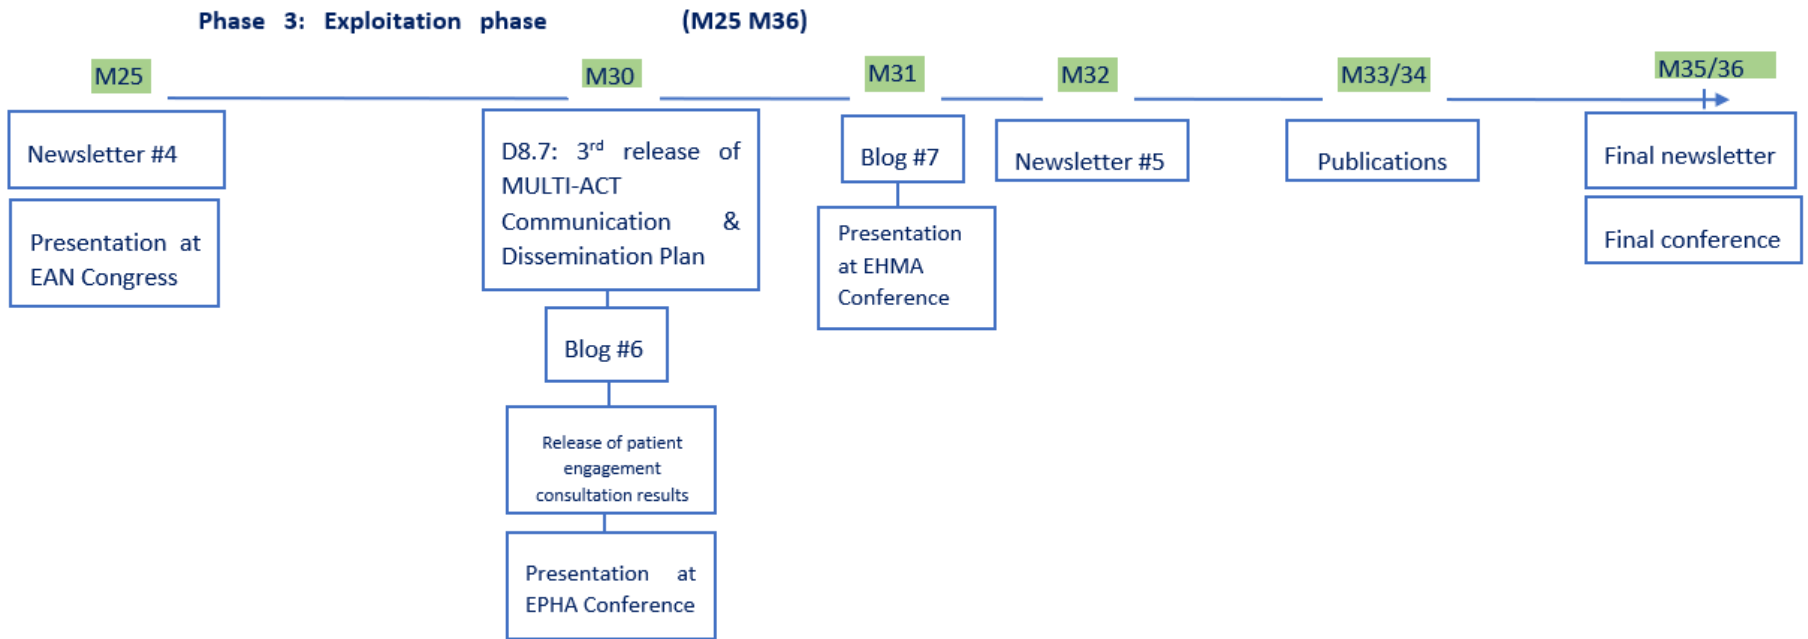 Phase 3: Exploitation phase (M25 M36)
M25
M30
M31
M32
M33/34
M35/36
Newsletter #4
Presentation at
EAN Congress
D8.7: 3rd release of
MULTI-ACT
Communication &
Dissemination Plan
Blog #6
Release of patient
engagement
consultation results
Presentation at
EPHA Conference
Blog #7
Presentation
at EHMA
Conference
Newsletter #5
Publications
Final newsletter
Final conference